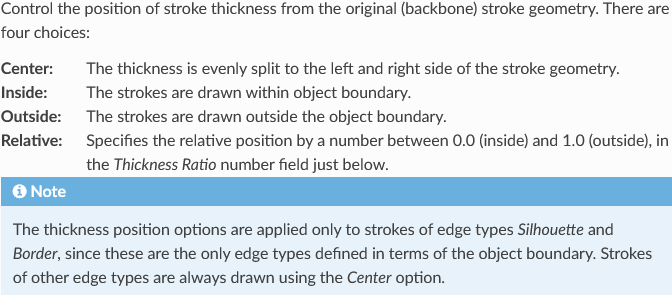 Control the position of stroke thickness from the original (backbone) stroke geometry. There are
four choices:
Center: The thickness is evenly split to the left and right side of the stroke geometry.
Inside: The strokes are drawn within object boundary.
Outside: The strokes are drawn outside the object boundary.
Relative: Specifies the relative position by a number between 0.0 (inside) and 1.0 (outside), in
the Thickness Ratio number field just below.
Note
The thickness position options are applied only to strokes of edge types Silhouette and
Border, since these are the only edge types defined in terms of the object boundary. Strokes
of other edge types are always drawn using the Center option.